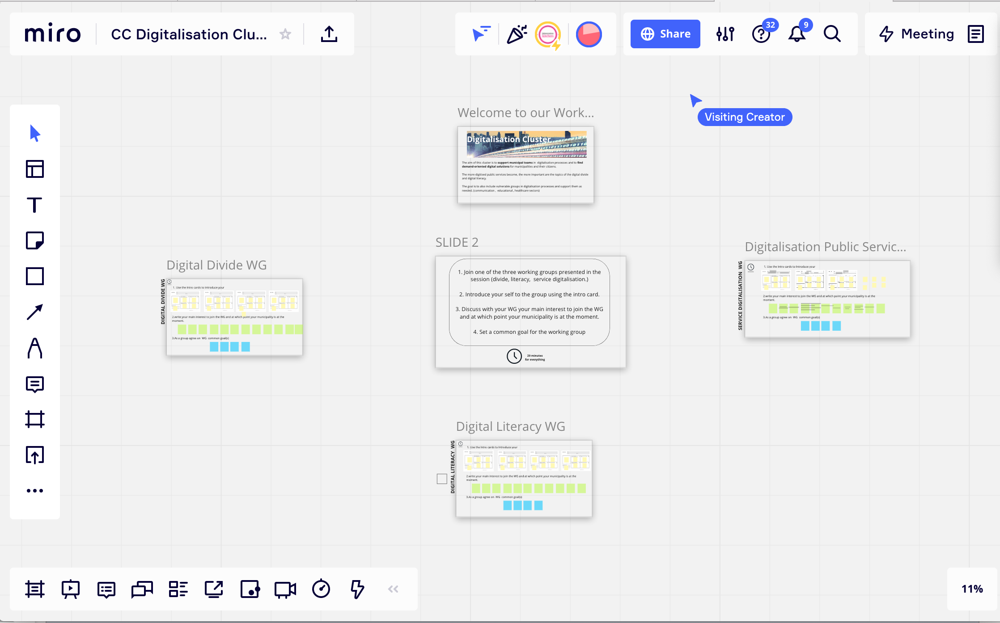 miro
CC Digitalisation Clu...
Share
32
9
Meeting
Visiting Creator
Welcome to our Work...
Digitalisation Cluster
The aim of this cluster is to support municipal teams in digitalisation processes and to find
demand-oriented digital solutions for municipalities and their citizens.
The more digitised public services become, the more important are the topics of the digital divide
and digital literacy.
The goal is to also include vulnerable groups in digitalisation processes and support them as
needed. (communication , educational , healthcare sectors)
SLIDE 2
1. Join one of the three working groups presented in the
session (divide, literacy, service digitalisation.)
2. Introduce your self to the group using the intro card.
3. Discuss with your WG your main interest to join the WG
and at which point your municipality is at the moment.
4. Set a common goal for the working group
20 minutes
for everything
Digital Divide WG
DIGITAL DIVIDE WG
1. Use the Intro cards to Introduce your
2.write your main interest to join the WG and at which point your municipality is at the
moment.
3.As a group agree on WG common goal(s)
Digitalisation Public Servic...
SERVICE DIGITALISATION WG
1. Use the Intro cards to Introduce your
2.write your main interest to join the WG and at which point your municipality is at the
moment.
3.As a group agree on WG common goal(s)
Digital Literacy WG
DIGITAL LITERACY WG
1. Use the Intro cards to Introduce your
2.write your main interest to join the WG and at which point your municipality is at the
moment.
3.As a group agree on WG common goal(s)
11%